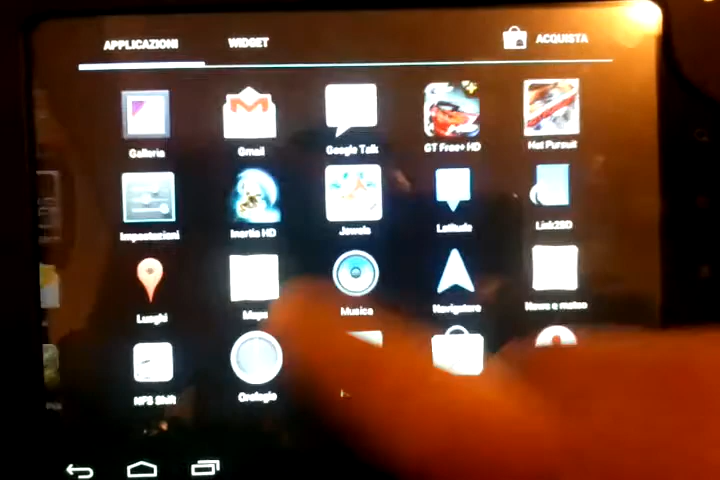 APPLICAZIONI WIDGET ACQUISTA
Galleria Gmail Google Talk GT Free+ HD Hot Pursuit
Impostazioni Inertia HD Jewels Latitude Link2SD
Luoghi Maps Musica Navigatore News e meteo
NFS Shift Orologio